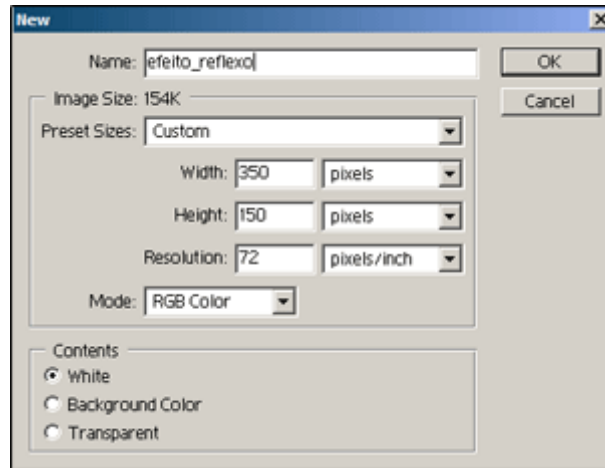 New
Name: efeito_reflexo
OK
Cancel
Image Size: 154K
Preset Sizes: Custom
Width: 350 pixels
Height: 150 pixels
Resolution: 72 pixels/inch
Mode: RGB Color
Contents
White
Background Color
Transparent